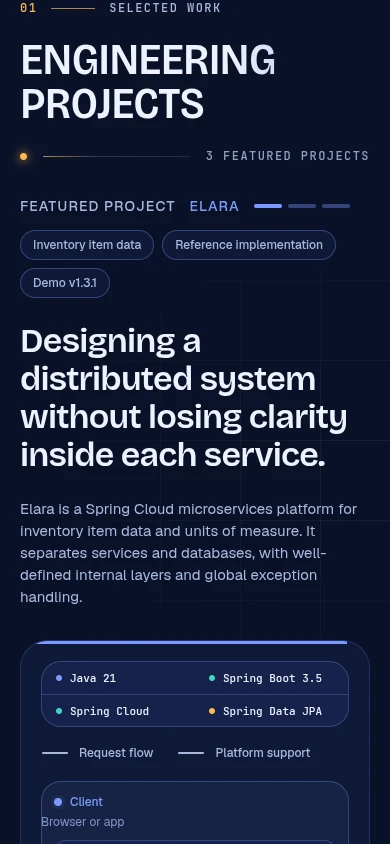 01 SELECTED WORK
ENGINEERING
PROJECTS
3 FEATURED PROJECTS
FEATURED PROJECT ELARA
Inventory item data Reference implementation
Demo v1.3.1
Designing a
distributed system
without losing clarity
inside each service.
Elara is a Spring Cloud microservices platform for
inventory item data and units of measure. It
separates services and databases, with well-
defined internal layers and global exception
handling.
Java 21 Spring Boot 3.5
Spring Cloud Spring Data JPA
Request flow Platform support
Client
Browser or app